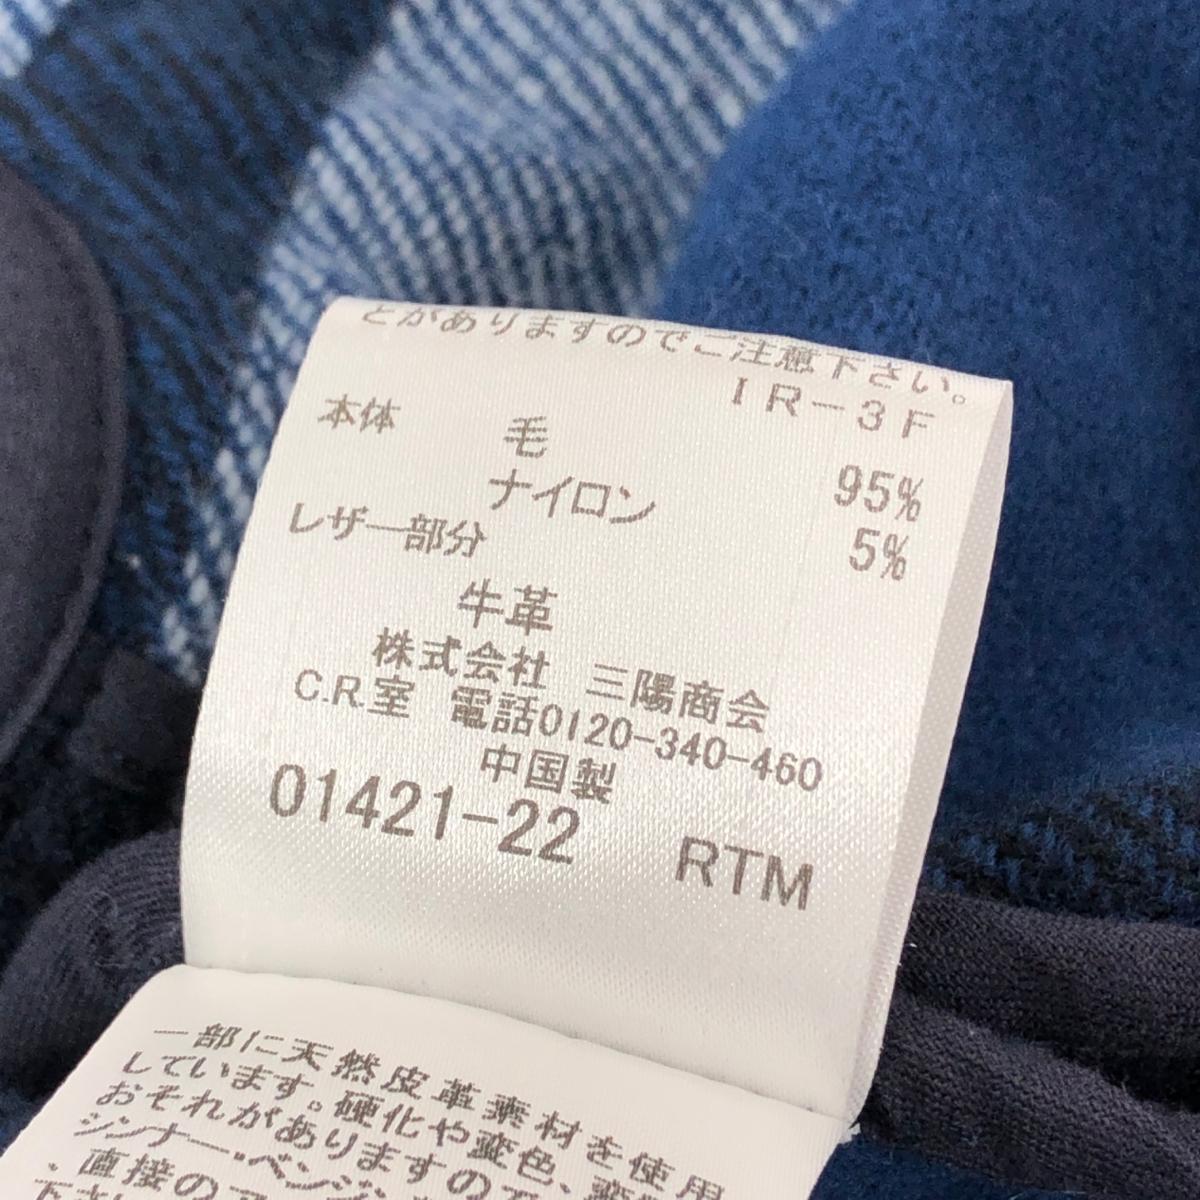 とがありますのでご注意下さい。
IR-3F
本体 毛 95%
ナイロン 5%
レザー部分
牛革
株式会社 三陽商会
C.R.室 電話0120-340-460
中国製
01421-22 RTM
一部に天然皮革素材を使用
しています。硬化や変色、変
おそれがありますので
シンナー・ベンジ
、直接の
下さい